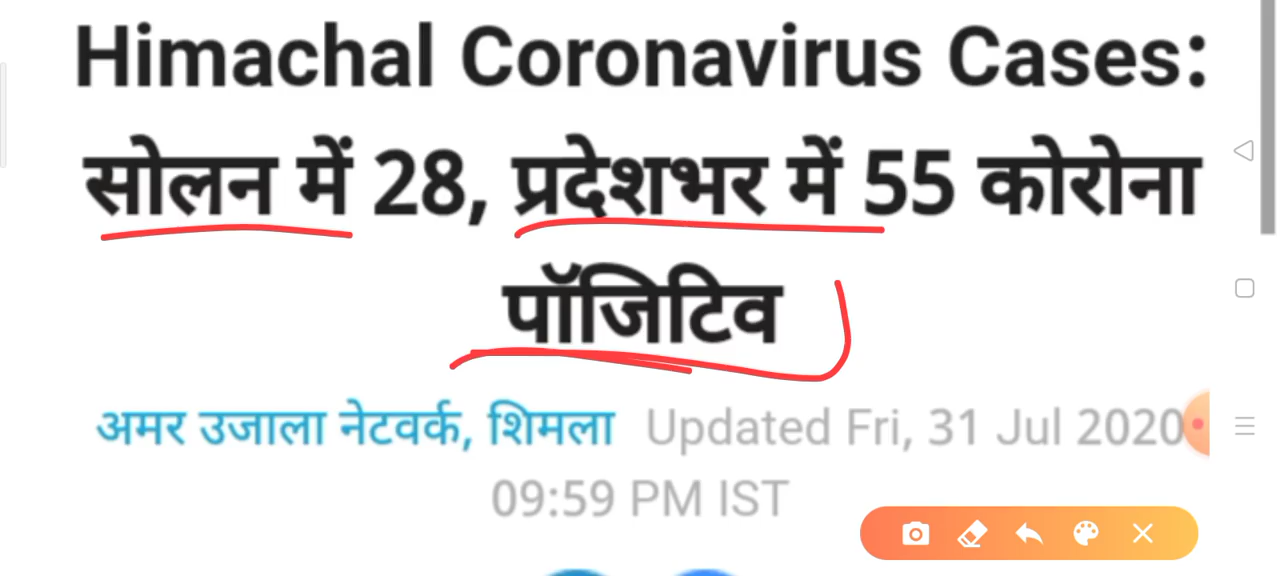 Himachal Coronavirus Cases:
सोलन में 28, प्रदेशभर में 55 कोरोना
पॉजिटिव
अमर उजाला नेटवर्क, शिमला Updated Fri, 31 Jul 2020
09:59 PM IST